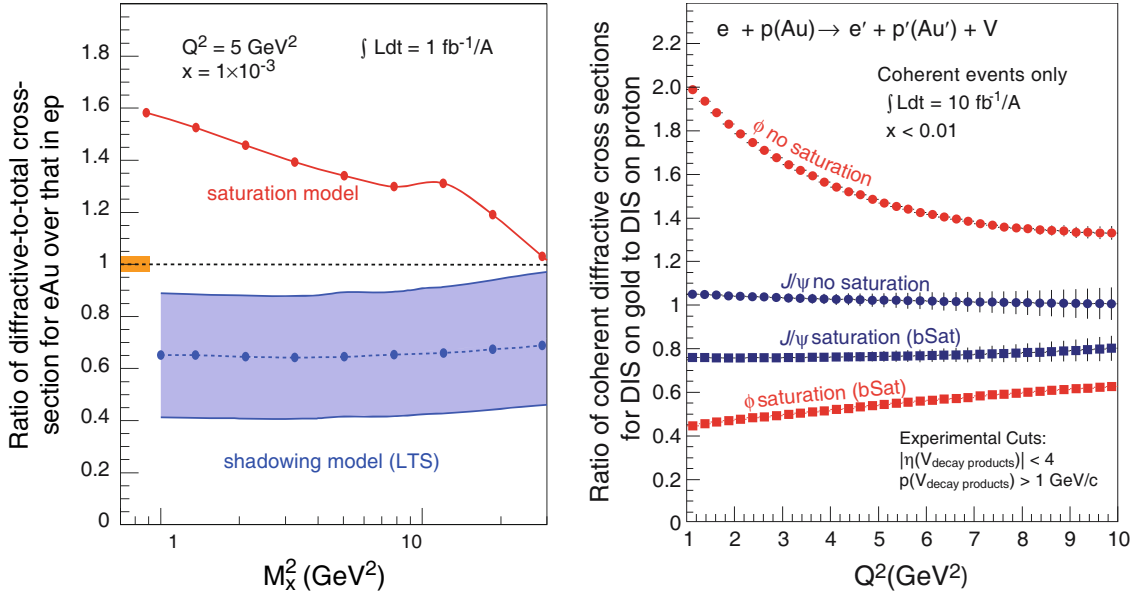 Ratio of diffractive-to-total cross-
section for eAu over that in ep
1.8
1.6
1.4
1.2
1
0.8
0.6
0.4
0.2
0
Q² = 5 GeV²
∫ Ldt = 1 fb⁻¹/A
x = 1×10⁻³
saturation model
shadowing model (LTS)
1
10
Mₓ² (GeV²)
Ratio of coherent diffractive cross sections
for DIS on gold to DIS on proton
2.2
2.0
1.8
1.6
1.4
1.2
1
0.8
0.6
0.4
0.2
0
e + p(Au) → e′ + p′(Au′) + V
Coherent events only
∫ Ldt = 10 fb⁻¹/A
x < 0.01
ϕ no saturation
J/ψ no saturation
J/ψ saturation (bSat)
ϕ saturation (bSat)
Experimental Cuts:
|η(V_decay products)| < 4
p(V_decay products) > 1 GeV/c
1 2 3 4 5 6 7 8 9 10
Q²(GeV²)